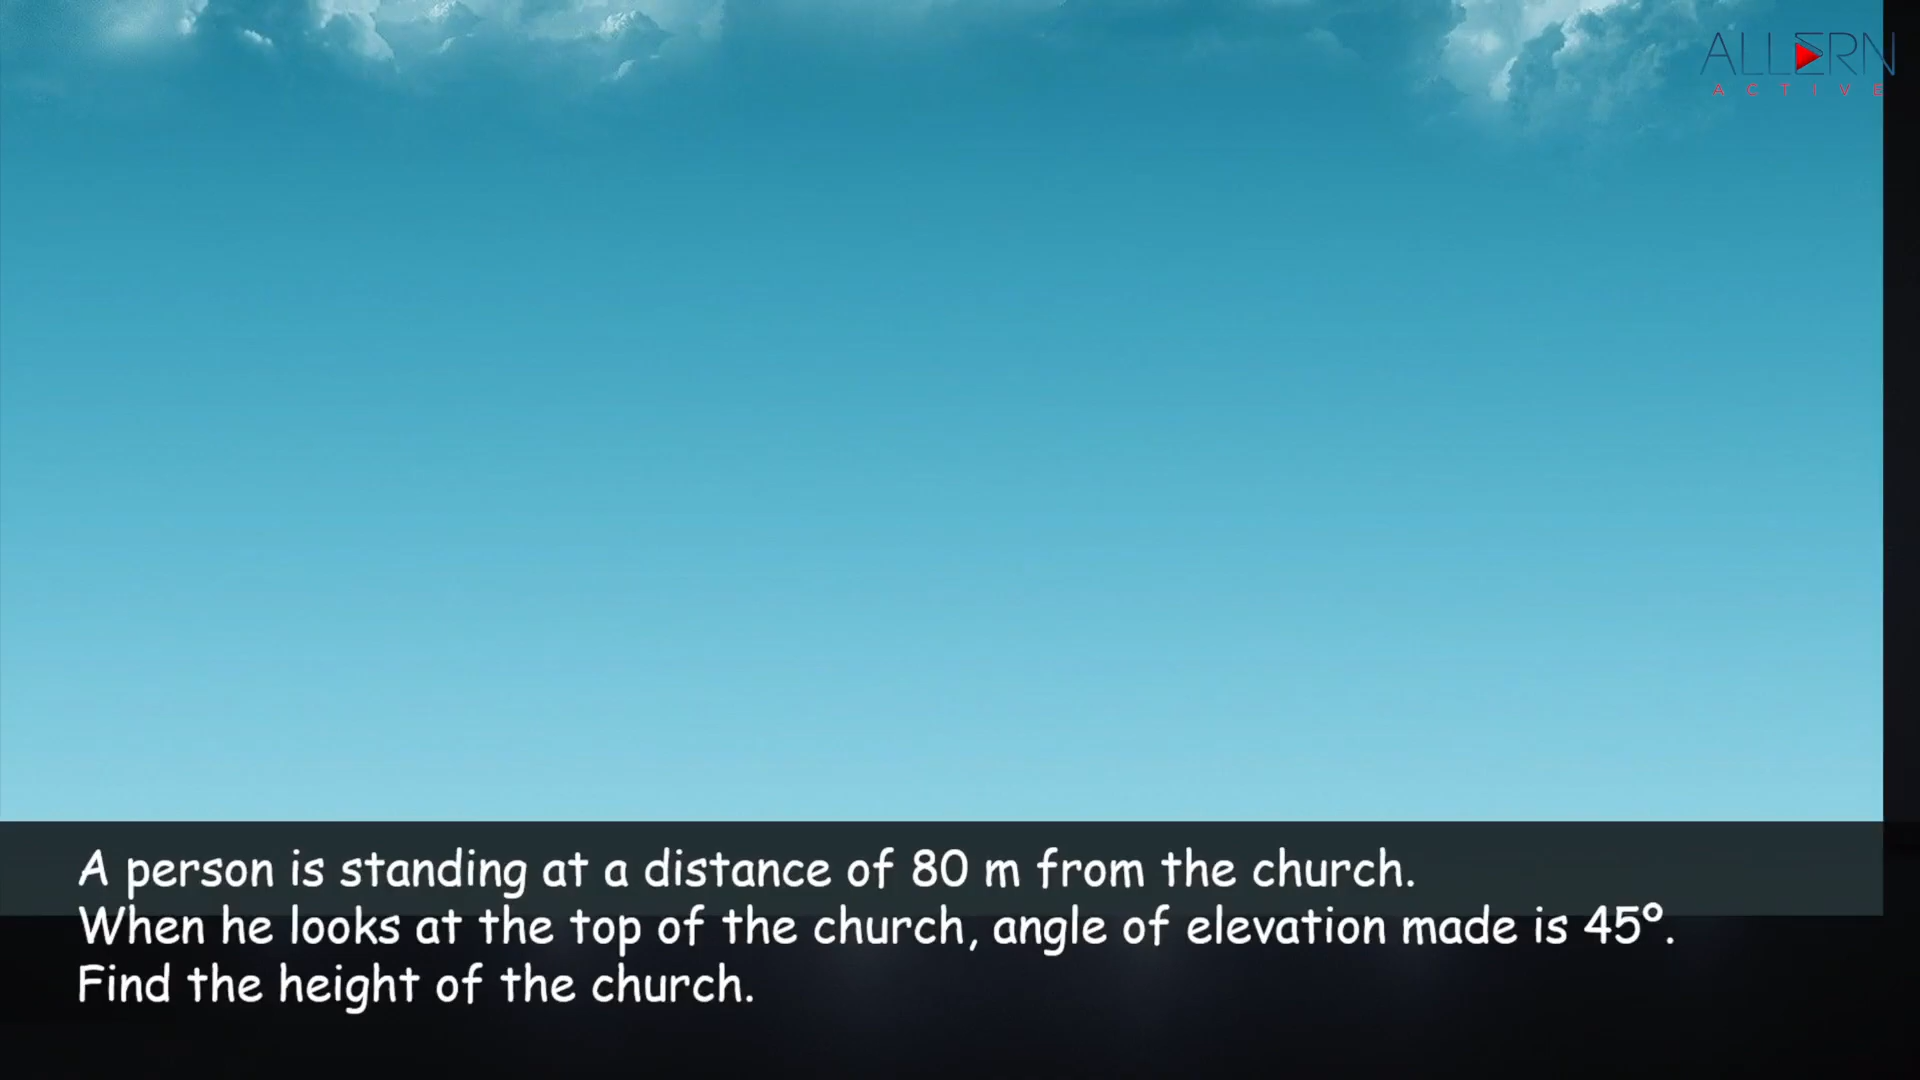 ALLERN
ACTIVE
A person is standing at a distance of 80 m from the church.
When he looks at the top of the church, angle of elevation made is 45º.
Find the height of the church.